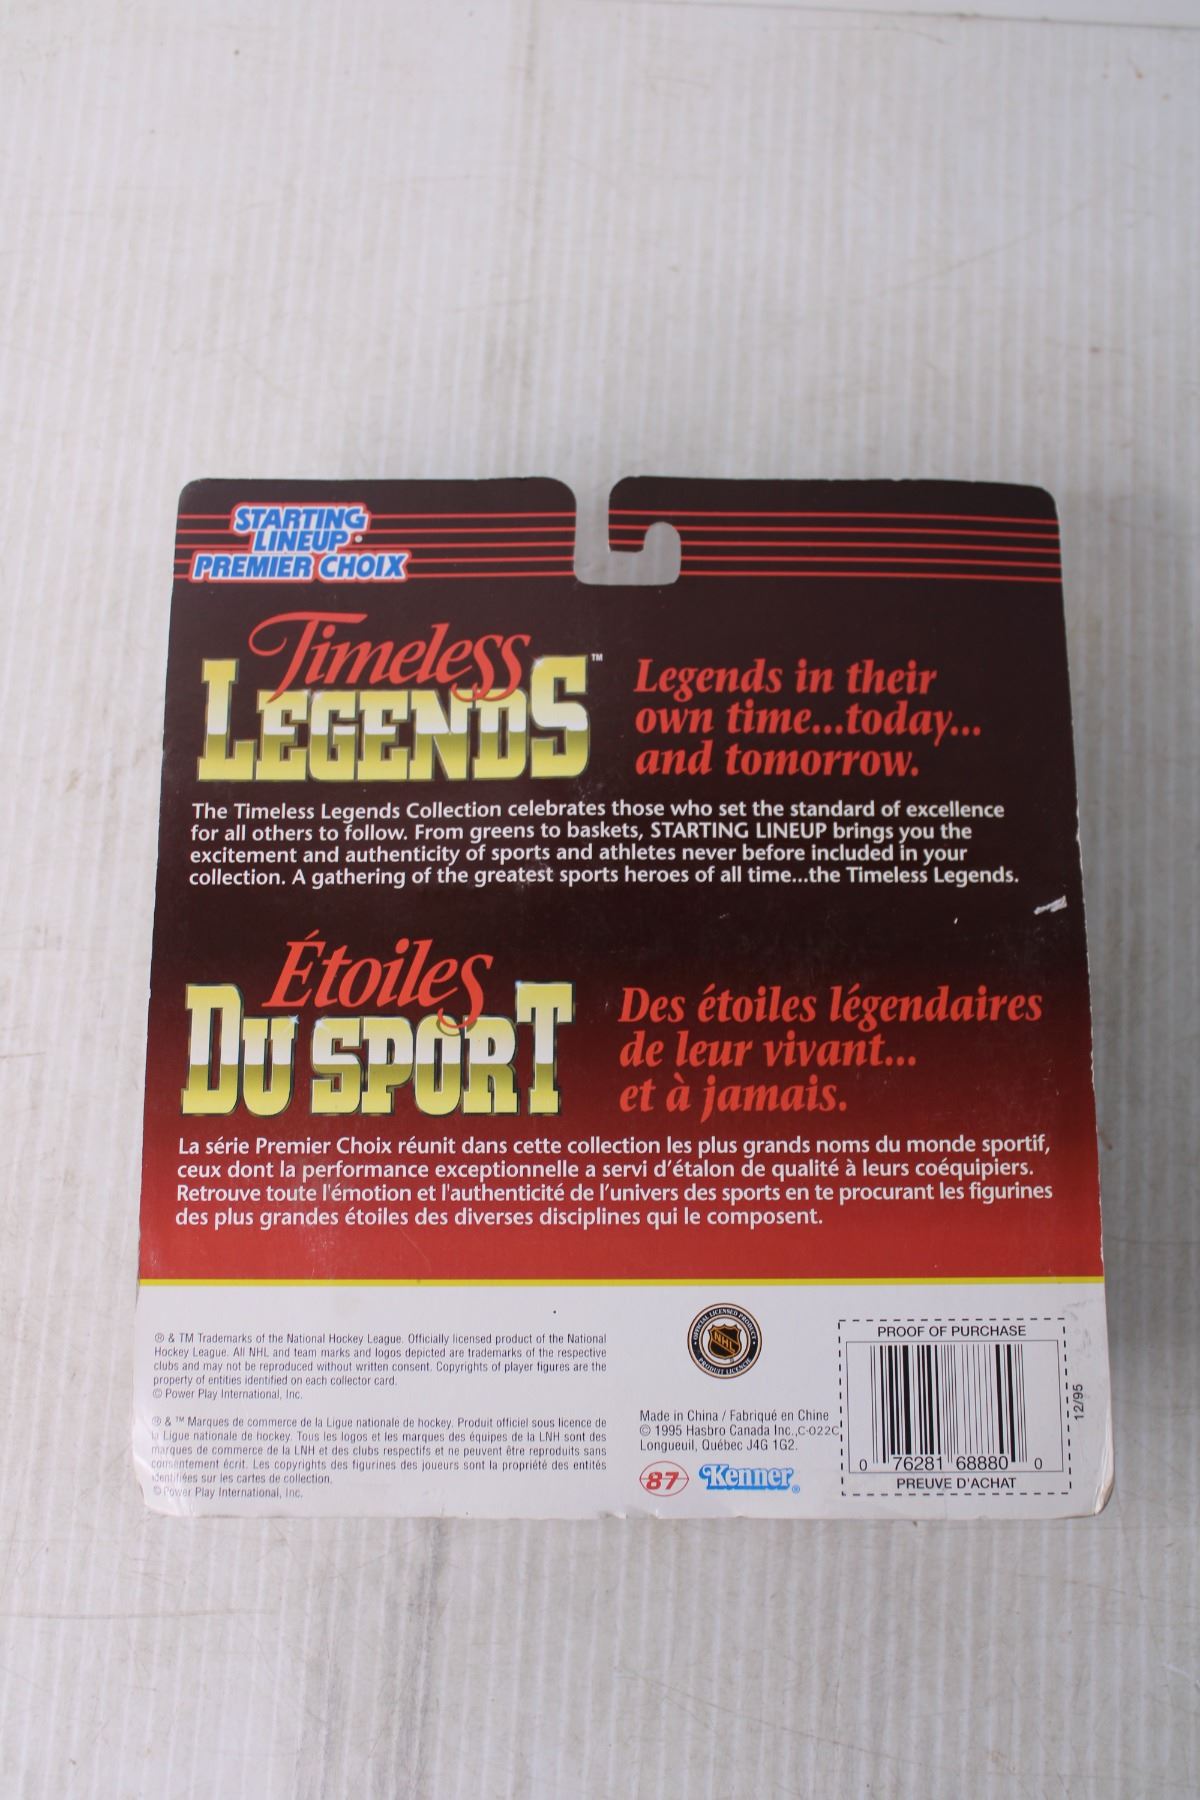 STARTING
LINEUP®
PREMIER CHOIX
Timeless
LEGENDS™
Legends in their
own time...today...
and tomorrow.
The Timeless Legends Collection celebrates those who set the standard of excellence
for all others to follow. From greens to baskets, STARTING LINEUP brings you the
excitement and authenticity of sports and athletes never before included in your
collection. A gathering of the greatest sports heroes of all time...the Timeless Legends.
Étoiles
DU SPORT
Des étoiles légendaires
de leur vivant...
et à jamais.
La série Premier Choix réunit dans cette collection les plus grands noms du monde sportif,
ceux dont la performance exceptionnelle a servi d'étalon de qualité à leurs coéquipiers.
Retrouve toute l'émotion et l'authenticité de l'univers des sports en te procurant les figurines
des plus grandes étoiles des diverses disciplines qui le composent.
® & TM Trademarks of the National Hockey League. Officially licensed product of the National
Hockey League. All NHL and team marks and logos depicted are trademarks of the respective
clubs and may not be reproduced without written consent. Copyrights of player figures are the
property of entities identified on each collector card.
© Power Play International, Inc.
® & ™ Marques de commerce de la Ligue nationale de hockey. Produit officiel sous licence de
la Ligue nationale de hockey. Tous les logos et les marques des équipes de la LNH sont des
marques de commerce de la LNH et des clubs respectifs et ne peuvent être reproduits sans
consentement écrit. Les copyrights des figurines des joueurs sont la propriété des entités
identifiées sur les cartes de collection.
© Power Play International, Inc.
OFFICIAL LICENSED PRODUCT
NHL
PRODUIT LICENCIÉ
Made in China / Fabriqué en Chine
© 1995 Hasbro Canada Inc.,C-022C
Longueuil, Québec J4G 1G2.
87 Kenner®
PROOF OF PURCHASE
0 76281 68880 0
PREUVE D'ACHAT
12/95